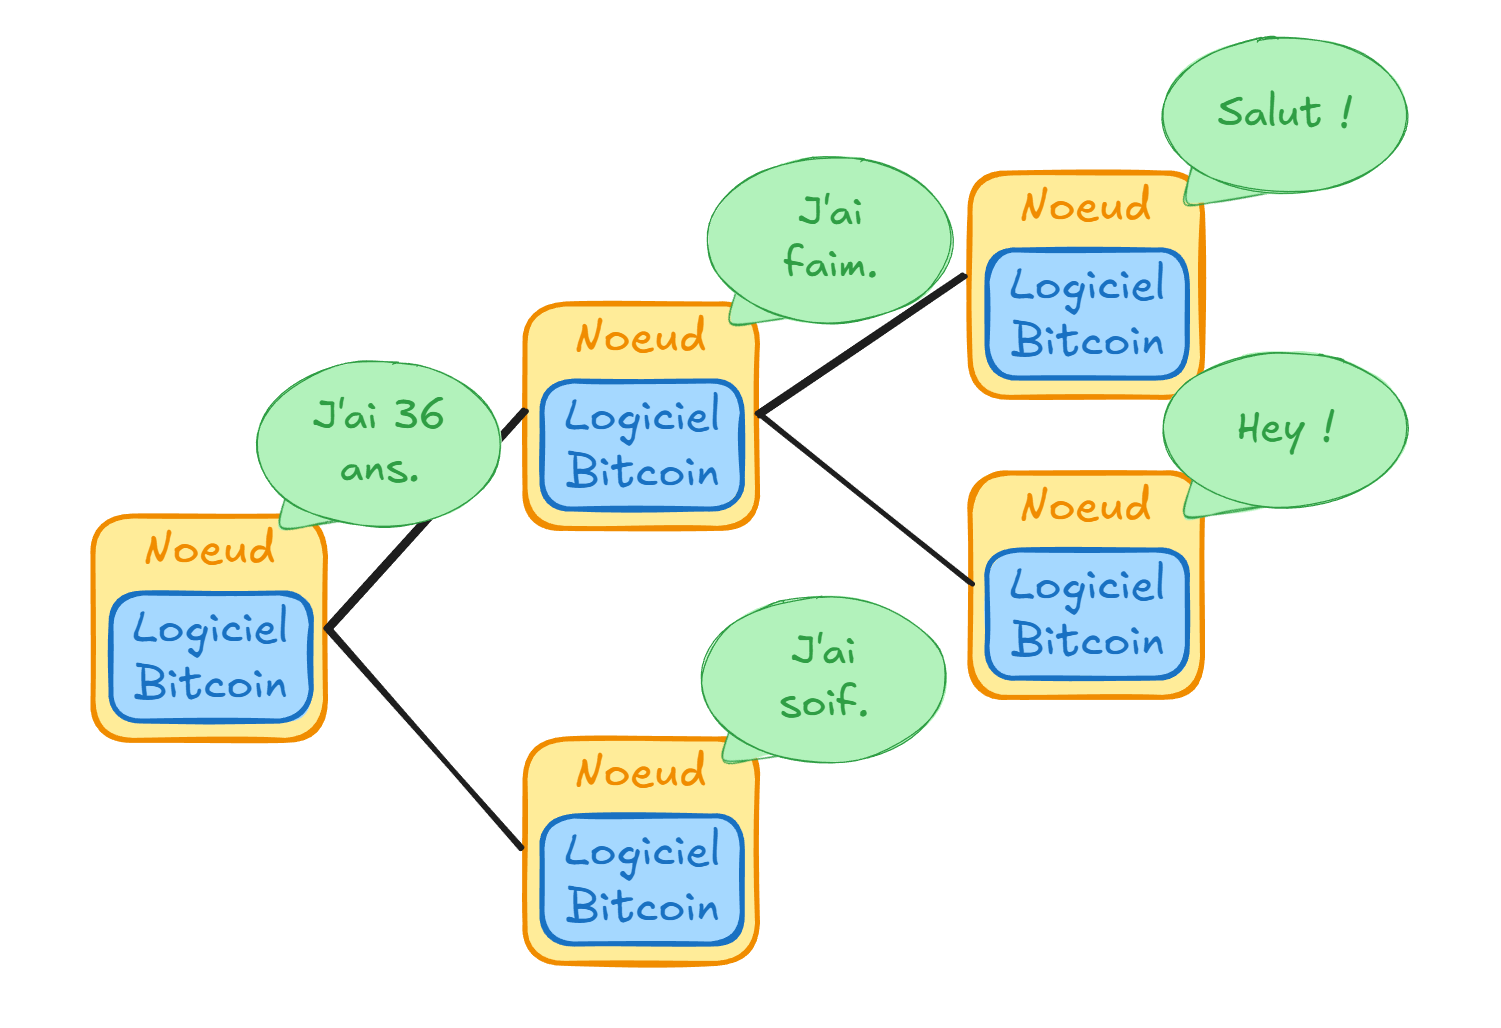 Salut !
Noeud
Logiciel
Bitcoin
J'ai
faim.
Noeud
Logiciel
Bitcoin
Hey !
Noeud
Logiciel
Bitcoin
J'ai 36
ans.
Noeud
Logiciel
Bitcoin
J'ai
soif.
Noeud
Logiciel
Bitcoin